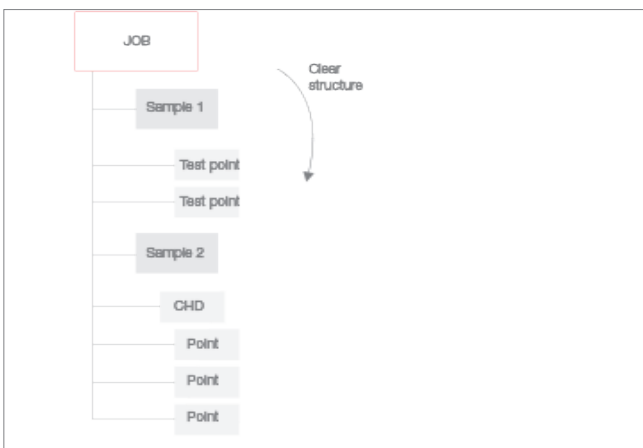 JOB
Clear
structure
Sample 1
Test point
Test point
Sample 2
CHD
Point
Point
Point